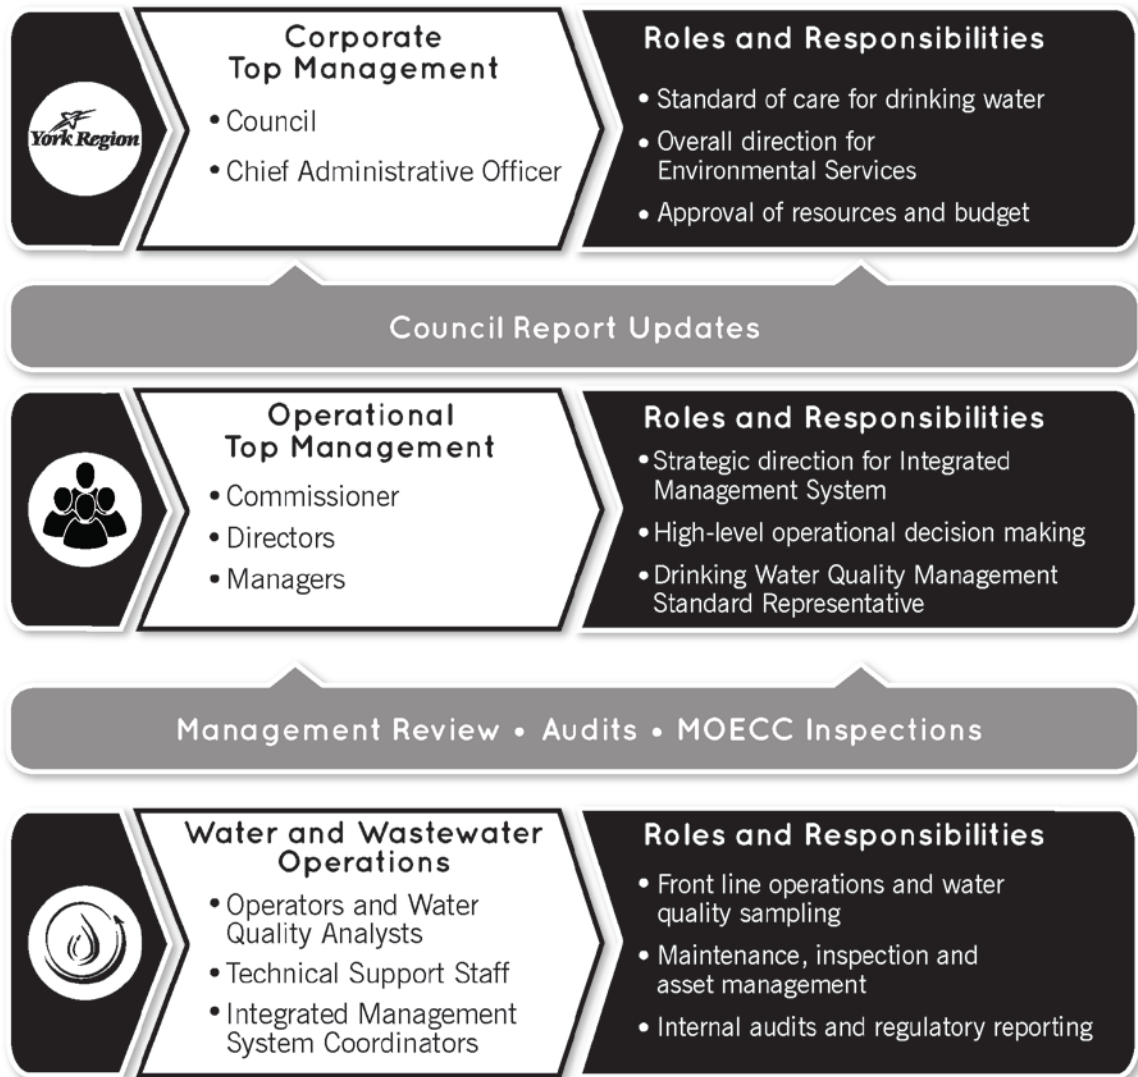 York Region
Corporate
Top Management
• Council
• Chief Administrative Officer
Roles and Responsibilities
• Standard of care for drinking water
• Overall direction for
Environmental Services
• Approval of resources and budget
Council Report Updates
Operational
Top Management
• Commissioner
• Directors
• Managers
Roles and Responsibilities
• Strategic direction for Integrated
Management System
• High-level operational decision making
• Drinking Water Quality Management
Standard Representative
Management Review • Audits • MOECC Inspections
Water and Wastewater
Operations
• Operators and Water
Quality Analysts
• Technical Support Staff
• Integrated Management
System Coordinators
Roles and Responsibilities
• Front line operations and water
quality sampling
• Maintenance, inspection and
asset management
• Internal audits and regulatory reporting